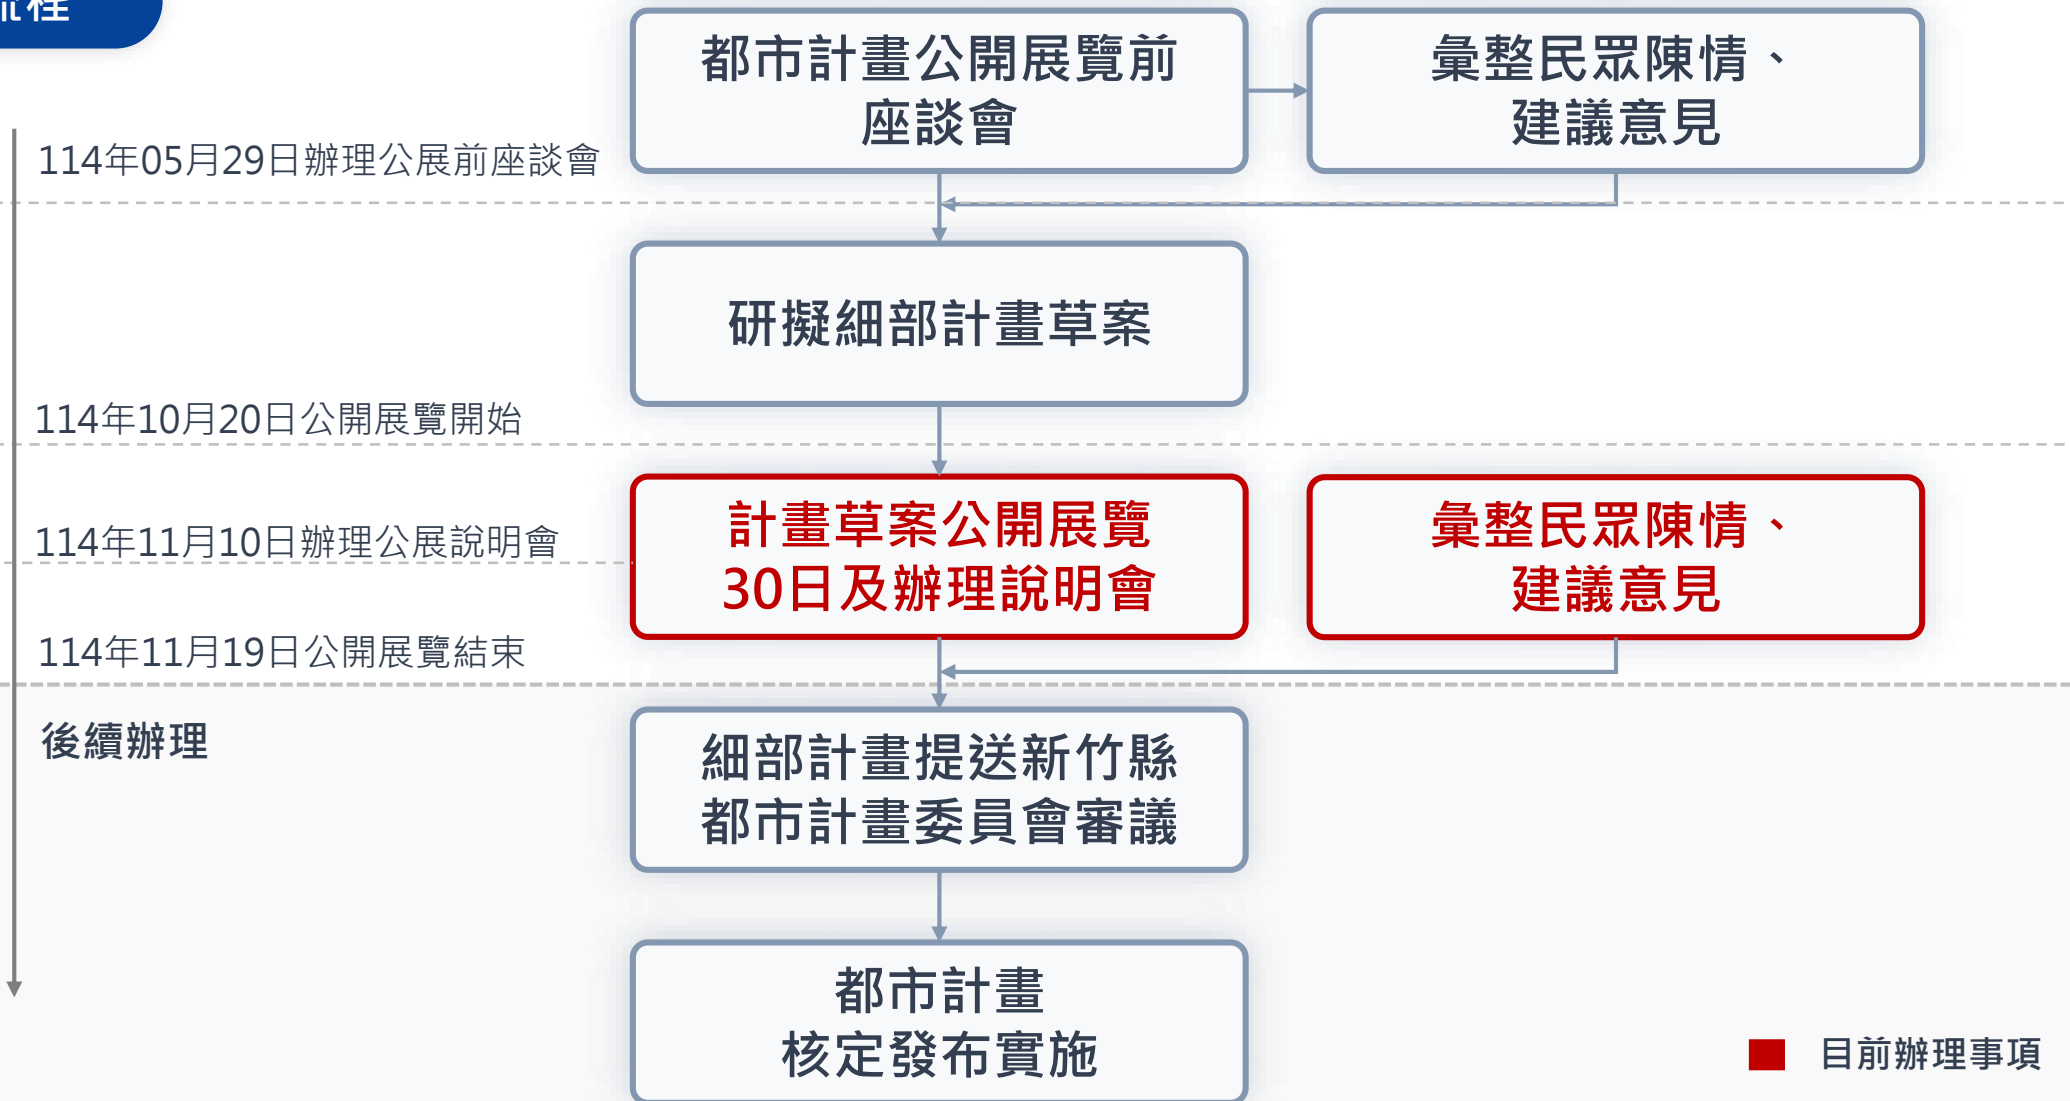 流程
都市計畫公開展覽前
座談會
彙整民眾陳情、
建議意見
114年05月29日辦理公展前座談會
研擬細部計畫草案
114年10月20日公開展覽開始
計畫草案公開展覽
30日及辦理說明會
彙整民眾陳情、
建議意見
114年11月10日辦理公展說明會
114年11月19日公開展覽結束
後續辦理
細部計畫提送新竹縣
都市計畫委員會審議
都市計畫
核定發布實施
目前辦理事項